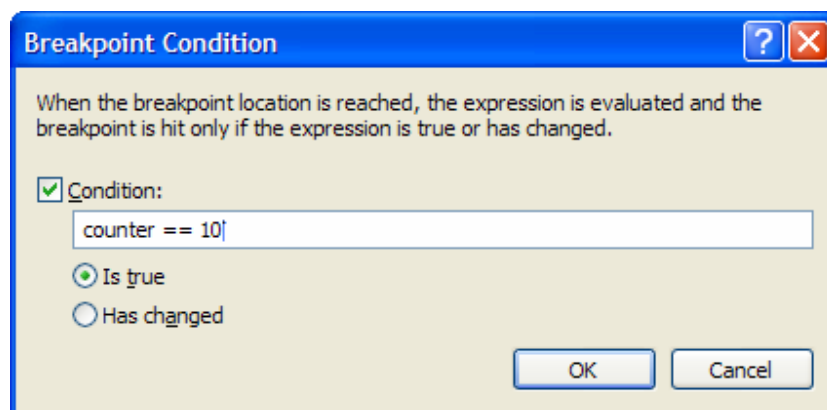 Breakpoint Condition
When the breakpoint location is reached, the expression is evaluated and the
breakpoint is hit only if the expression is true or has changed.
Condition:
counter == 10
Is true
Has changed
OK Cancel